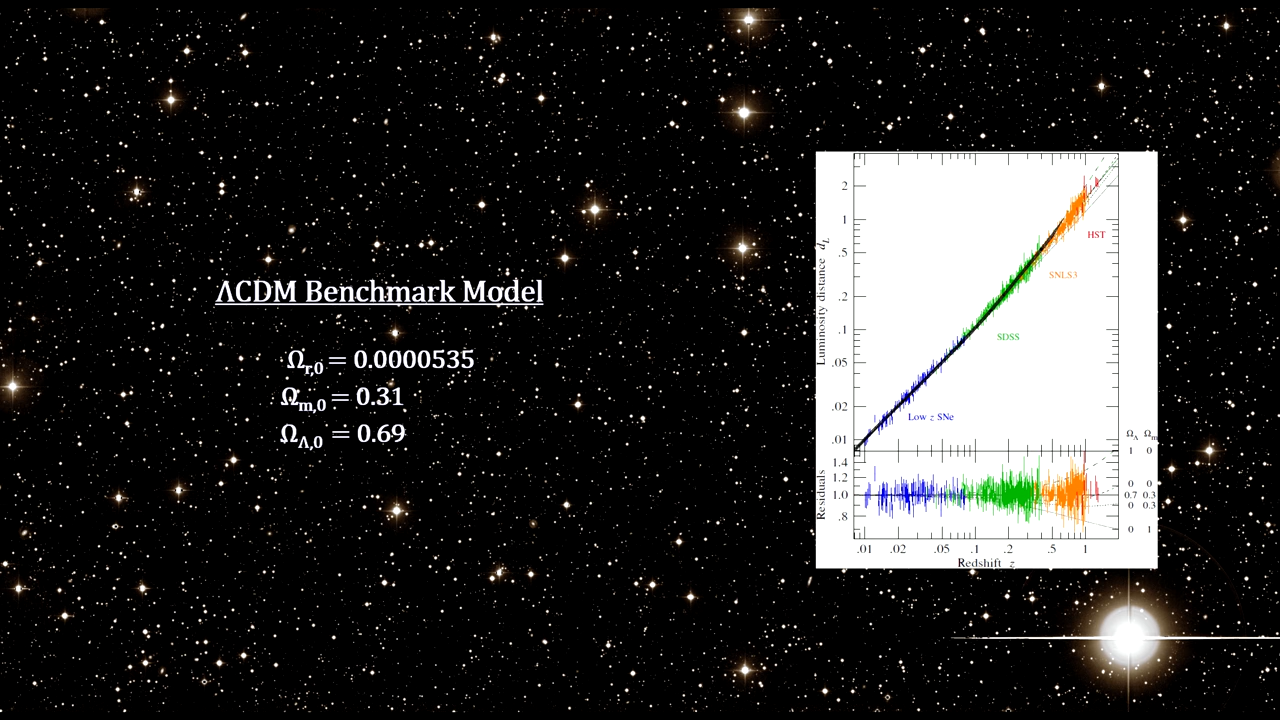 ΛCDM Benchmark Model
Ωr,0 = 0.0000535
Ωm,0 = 0.31
ΩΛ,0 = 0.69
Luminosity distance dL
2
1
.5
.2
.1
.05
.02
.01
HST
SNLS3
SDSS
Low z SNe
Residuals
1.4
1.2
1.0
.8
ΩΛ Ωm
1 0
0 0
0.7 0.3
0 0.3
0 1
.01 .02 .05 .1 .2 .5 1
Redshift z